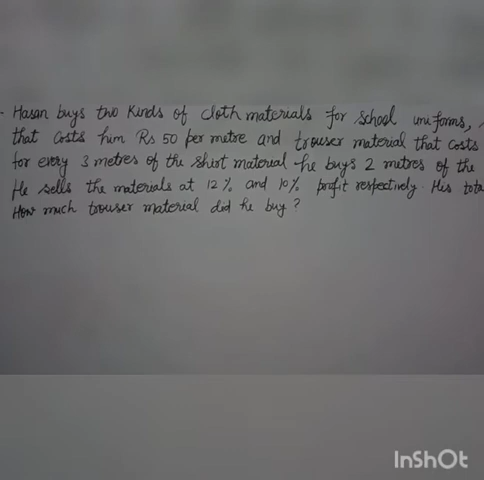 - Hasan buys two kinds of cloth materials for school uniforms,
that costs him Rs 50 per metre and trouser material that costs
for every 3 metres of the shirt material he buys 2 metres of the
He sells the materials at 12% and 10% profit respectively. His tota
How much trouser material did he buy?
InShOt